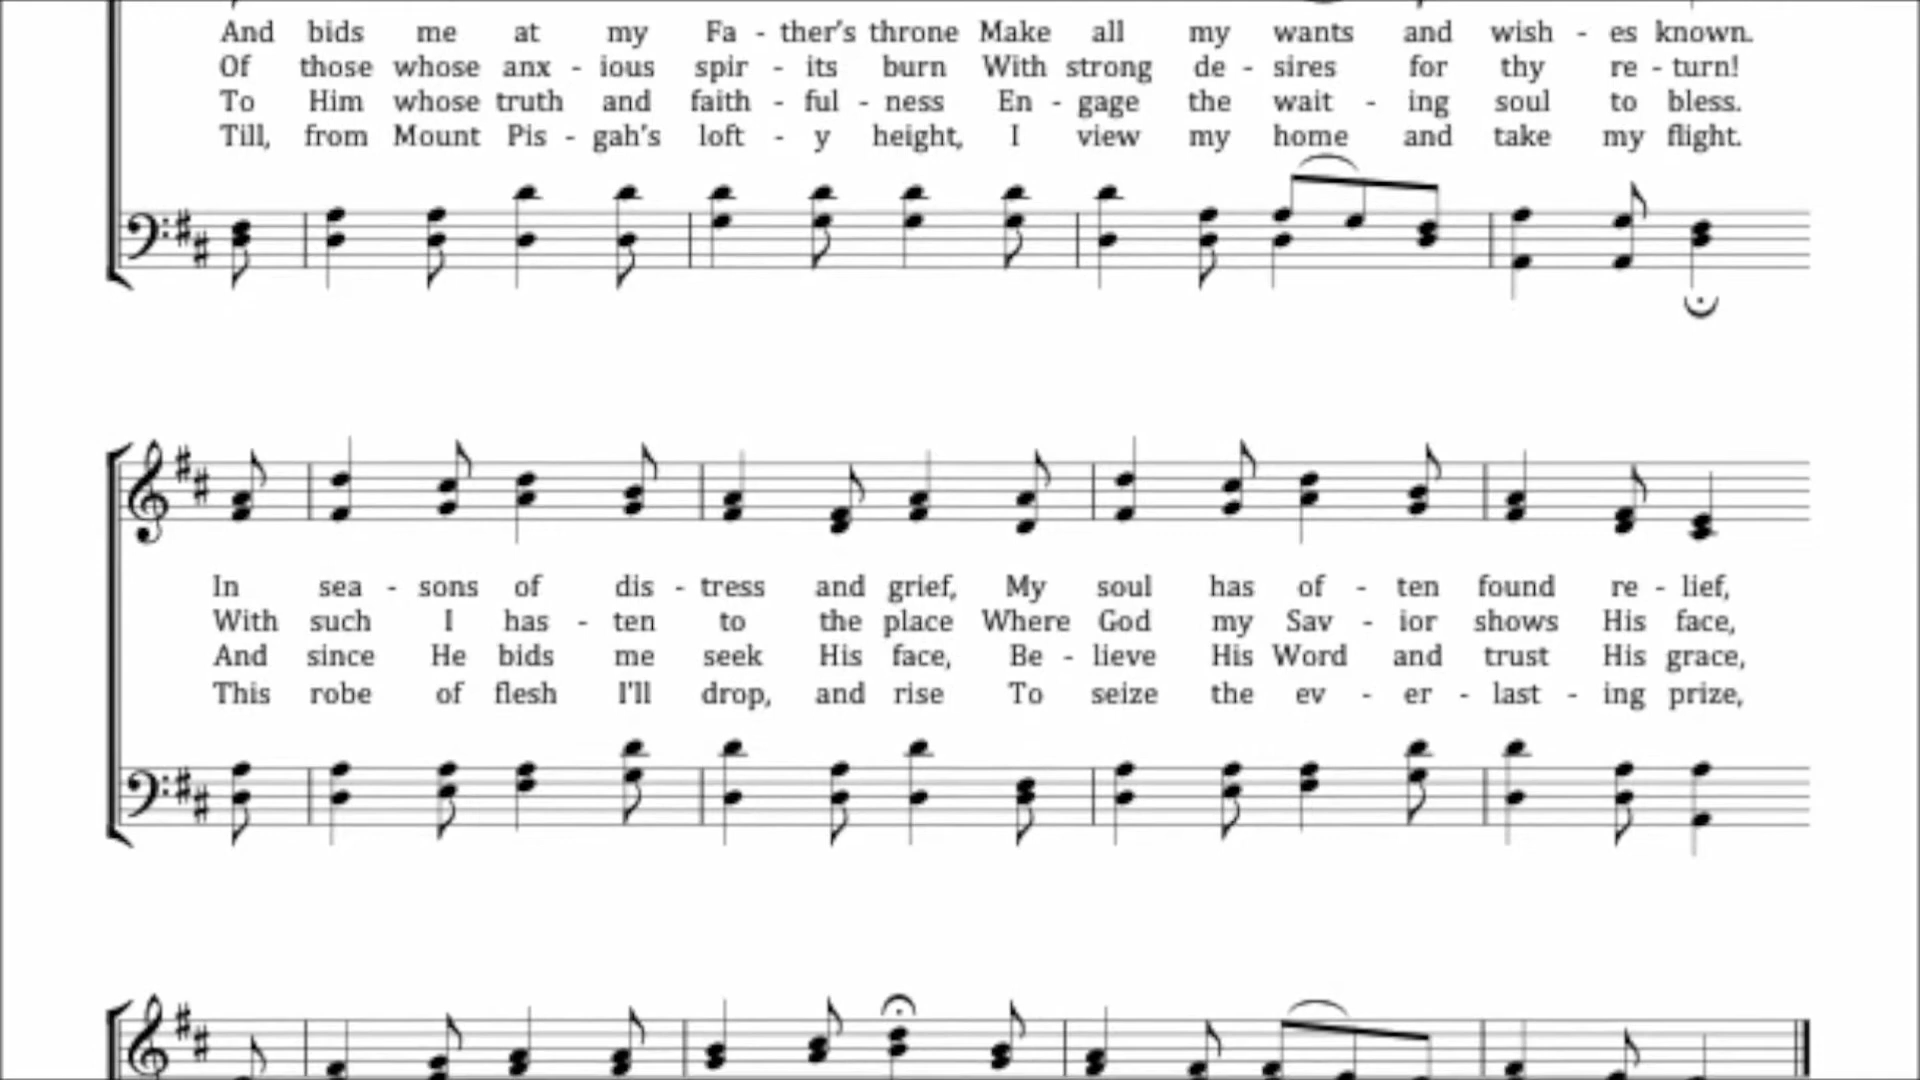 And bids me at my Fa - ther's throne Make all my wants and wish - es known.
Of those whose anx - ious spir - its burn With strong de - sires for thy re - turn!
To Him whose truth and faith - ful - ness En - gage the wait - ing soul to bless.
Till, from Mount Pis - gah's loft - y height, I view my home and take my flight.
In sea - sons of dis - tress and grief, My soul has of - ten found re - lief,
With such I has - ten to the place Where God my Sav - ior shows His face,
And since He bids me seek His face, Be - lieve His Word and trust His grace,
This robe of flesh I'll drop, and rise To seize the ev - er - last - ing prize,